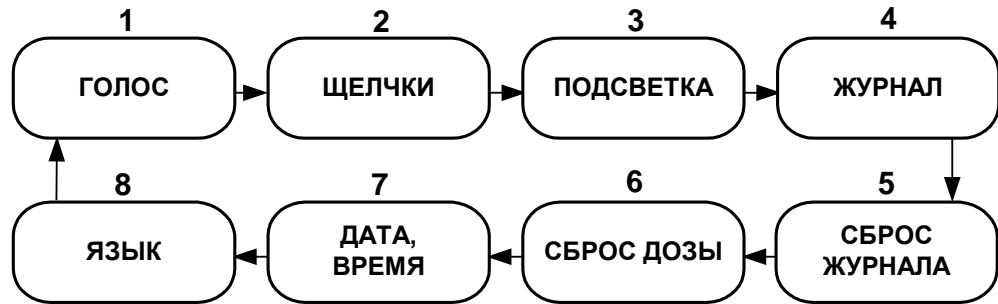 1 2 3 4
ГОЛОС ЩЕЛЧКИ ПОДСВЕТКА ЖУРНАЛ
8 7 6 5
ЯЗЫК ДАТА, ВРЕМЯ СБРОС ДОЗЫ СБРОС ЖУРНАЛА